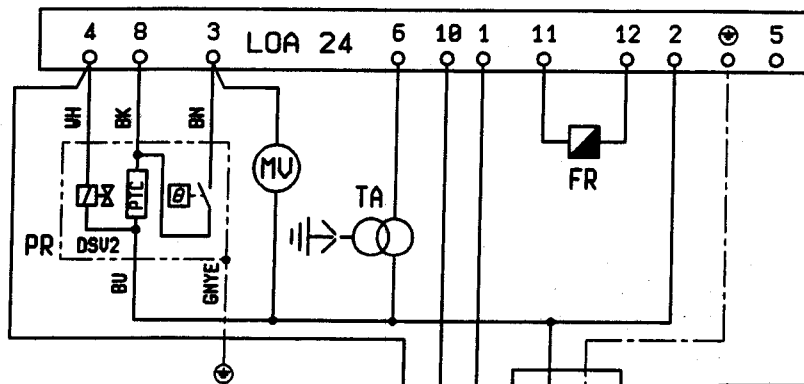 4 8 3 LOA 24 6 10 1 11 12 2 5
WH BK BN
MV
θ
PTC
FR
TA
PR DSV2
BU GNYE